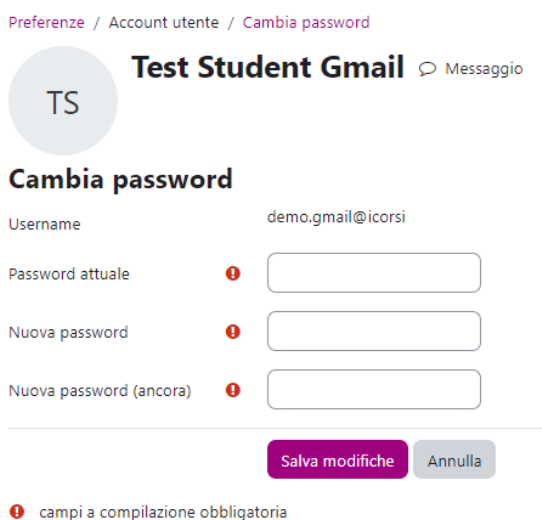 Preferenze / Account utente / Cambia password
Test Student Gmail Messaggio
TS
Cambia password
Username demo.gmail@icorsi
Password attuale
Nuova password
Nuova password (ancora)
Salva modifiche Annulla
campi a compilazione obbligatoria